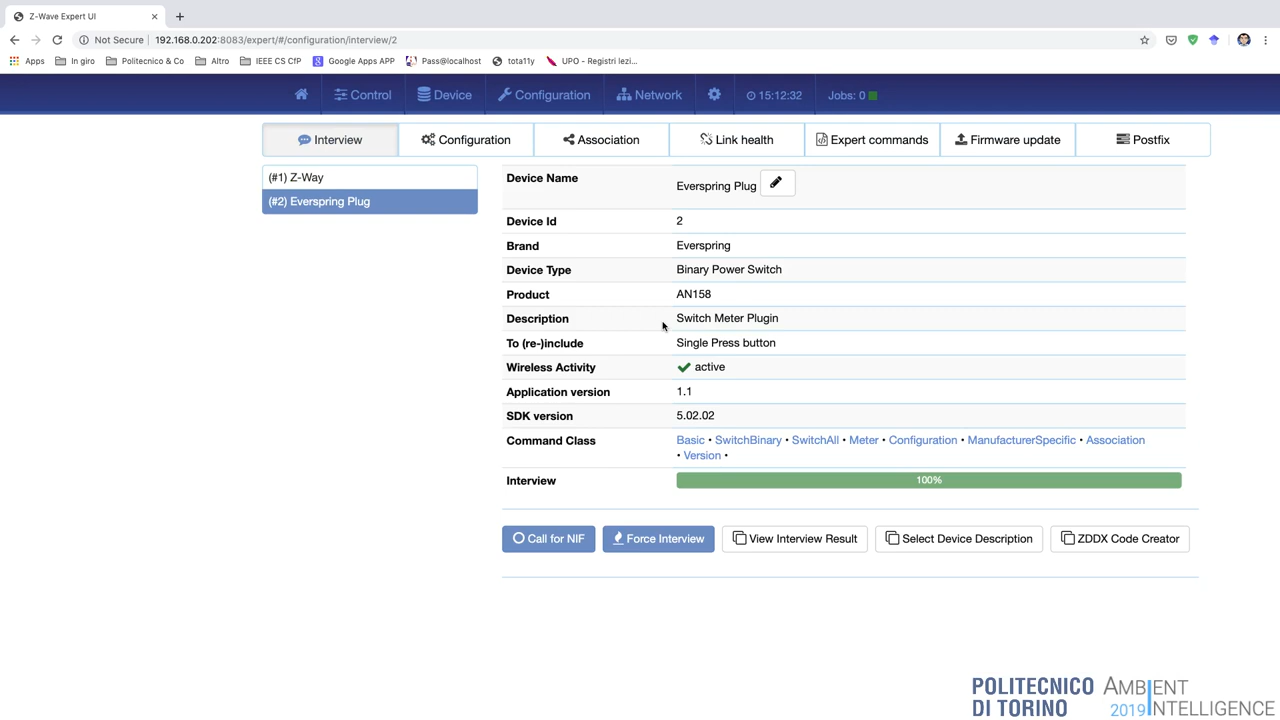 Z-Wave Expert UI
Not Secure 192.168.0.202:8083/expert/#/configuration/interview/2
Apps In giro Politecnico & Co Altro IEEE CS CfP Google Apps APP Pass@localhost tota11y UPO - Registri lezi...
Control Device Configuration Network 15:12:32 Jobs: 0
Interview Configuration Association Link health Expert commands Firmware update Postfix
(#1) Z-Way
(#2) Everspring Plug
Device Name Everspring Plug
Device Id 2
Brand Everspring
Device Type Binary Power Switch
Product AN158
Description Switch Meter Plugin
To (re-)include Single Press button
Wireless Activity active
Application version 1.1
SDK version 5.02.02
Command Class Basic • SwitchBinary • SwitchAll • Meter • Configuration • ManufacturerSpecific • Association
• Version •
Interview 100%
Call for NIF Force Interview View Interview Result Select Device Description ZDDX Code Creator
POLITECNICO
DI TORINO
AMBIENT
2019 INTELLIGENCE